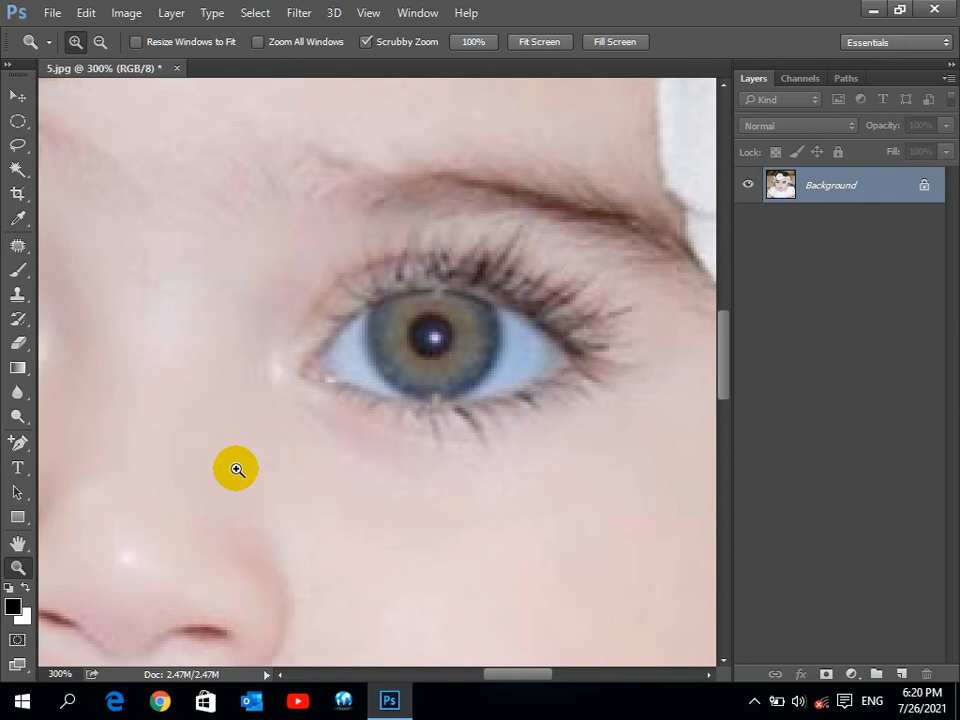 Ps File Edit Image Layer Type Select Filter 3D View Window Help
Resize Windows to Fit Zoom All Windows Scrubby Zoom 100% Fit Screen Fill Screen Essentials
5.jpg @ 300% (RGB/8) * ×
Layers Channels Paths
Kind
Normal Opacity: 100%
Lock: Fill: 100%
Background
T
300% Doc: 2.47M/2.47M
Ps ENG 6:20 PM
7/26/2021